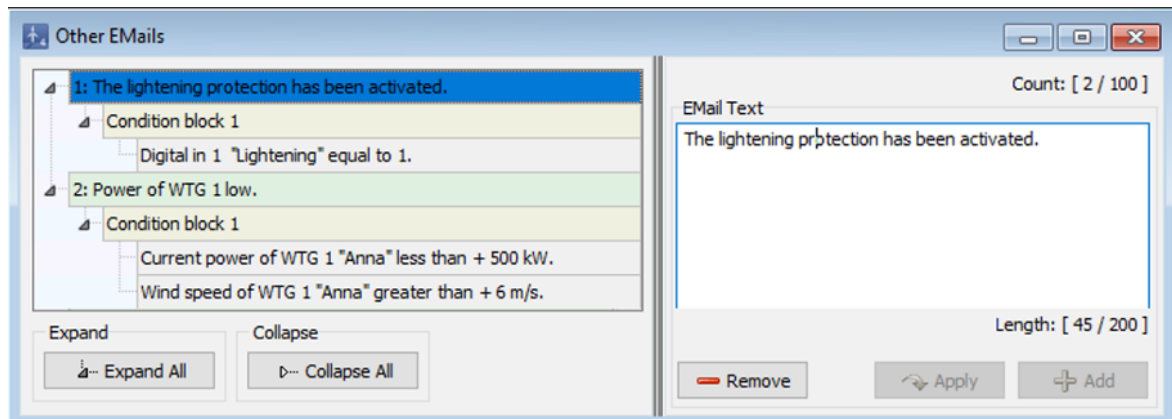 Other EMails
1: The lightening protection has been activated.
Condition block 1
Digital in 1 "Lightening" equal to 1.
2: Power of WTG 1 low.
Condition block 1
Current power of WTG 1 "Anna" less than + 500 kW.
Wind speed of WTG 1 "Anna" greater than + 6 m/s.
Expand
Expand All
Collapse
Collapse All
Count: [ 2 / 100 ]
EMail Text
The lightening protection has been activated.
Length: [ 45 / 200 ]
Remove
Apply
Add